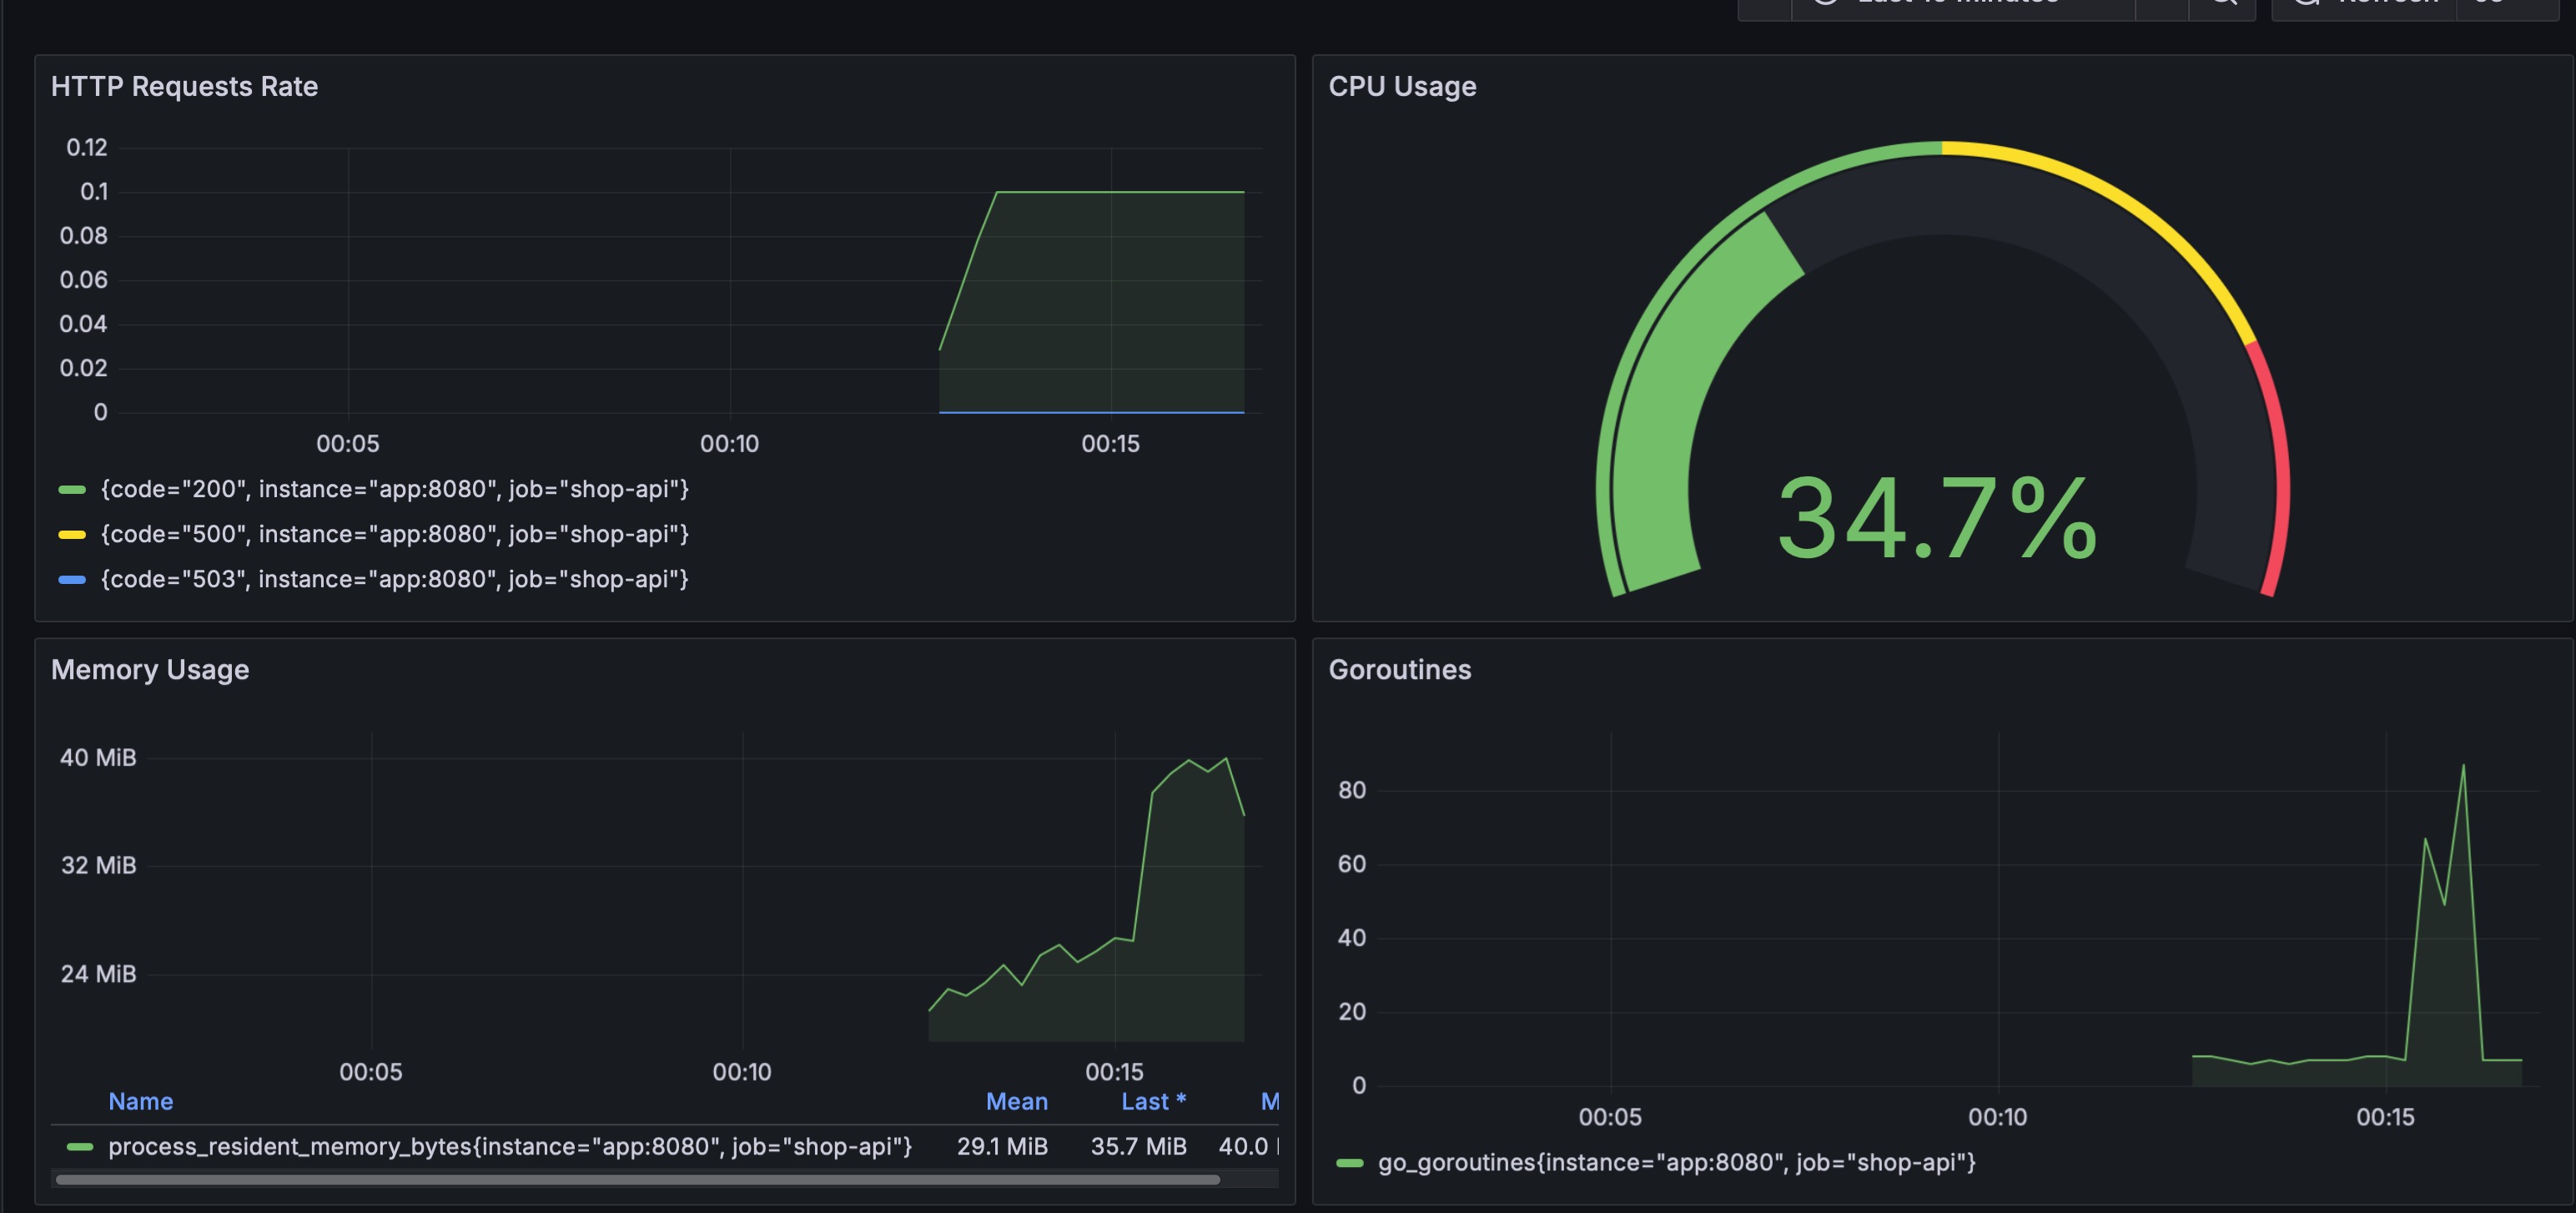 Last 15 minutes
Refresh
HTTP Requests Rate
0.12
0.1
0.08
0.06
0.04
0.02
0
00:05 00:10 00:15
{code="200", instance="app:8080", job="shop-api"}
{code="500", instance="app:8080", job="shop-api"}
{code="503", instance="app:8080", job="shop-api"}
CPU Usage
34.7%
Memory Usage
40 MiB
32 MiB
24 MiB
00:05 00:10 00:15
Name Mean Last * M
process_resident_memory_bytes{instance="app:8080", job="shop-api"} 29.1 MiB 35.7 MiB 40.0
Goroutines
80
60
40
20
0
00:05 00:10 00:15
go_goroutines{instance="app:8080", job="shop-api"}